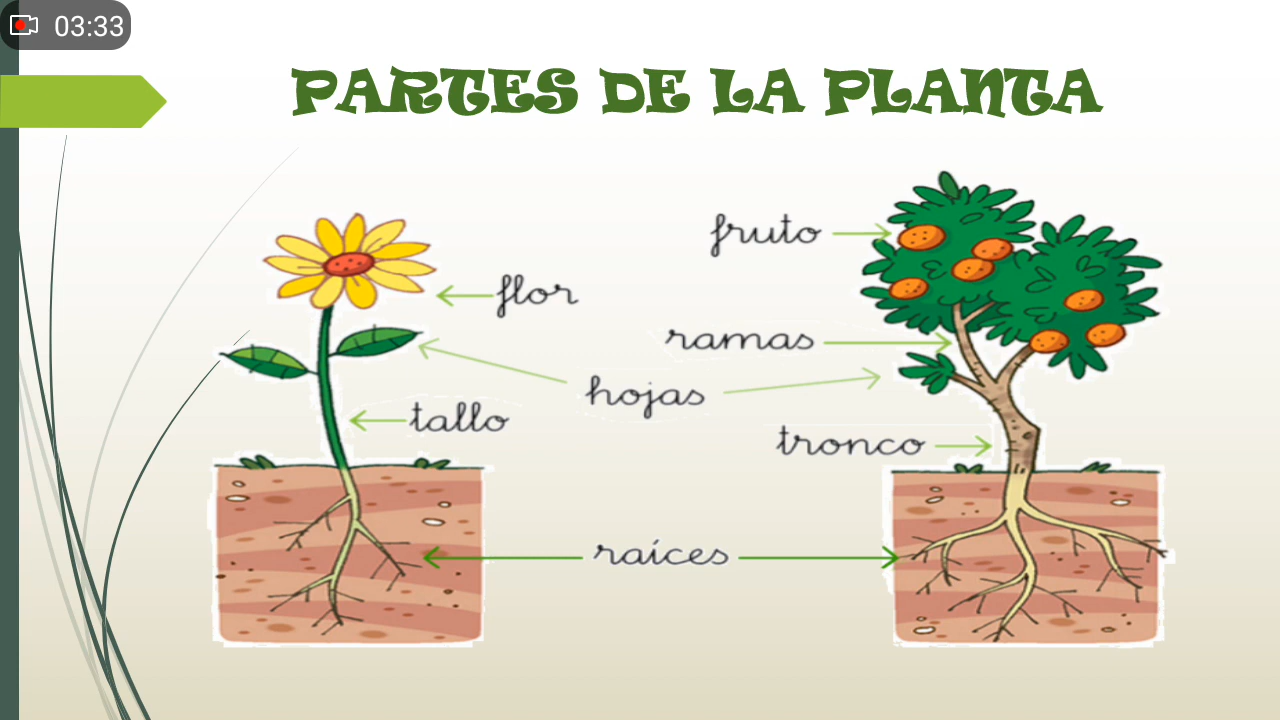 03:33
PARTES DE LA PLANTA
fruto
flor
ramas
hojas
tallo
tronco
raíces